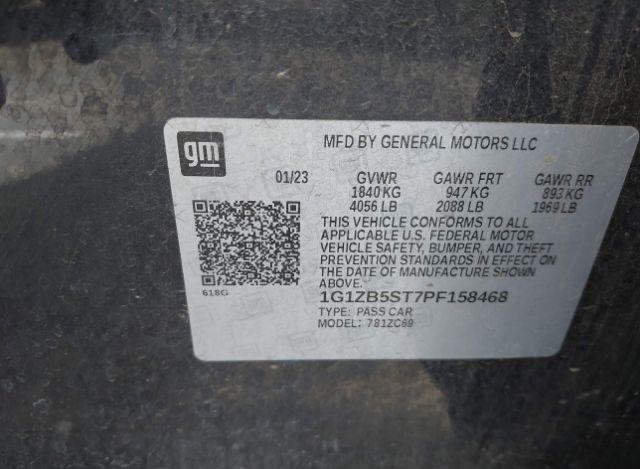 gm
MFD BY GENERAL MOTORS LLC
01/23 GVWR GAWR FRT GAWR RR
1840 KG 947 KG 893 KG
4056 LB 2088 LB 1969 LB
THIS VEHICLE CONFORMS TO ALL
APPLICABLE U.S. FEDERAL MOTOR
VEHICLE SAFETY, BUMPER, AND THEFT
PREVENTION STANDARDS IN EFFECT ON
THE DATE OF MANUFACTURE SHOWN
ABOVE.
618G
1G1ZB5ST7PF158468
TYPE: PASS CAR
MODEL: 781ZC69